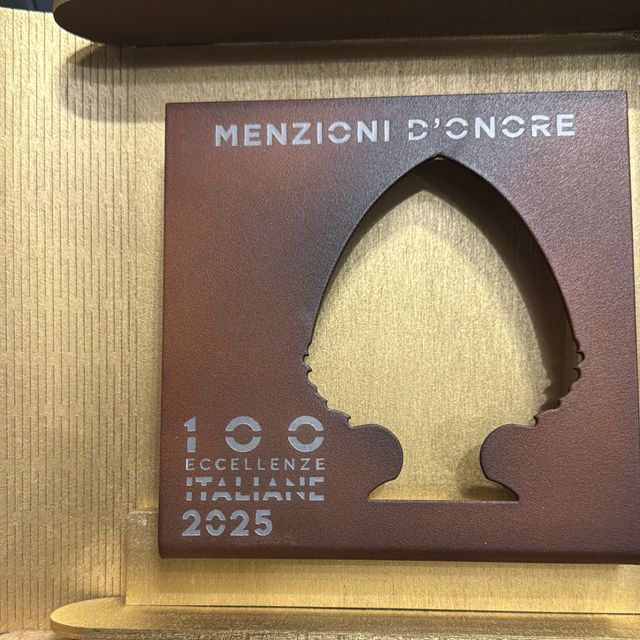 MENZIONI D'ONORE
100
ECCELLENZE
ITALIANE
2025